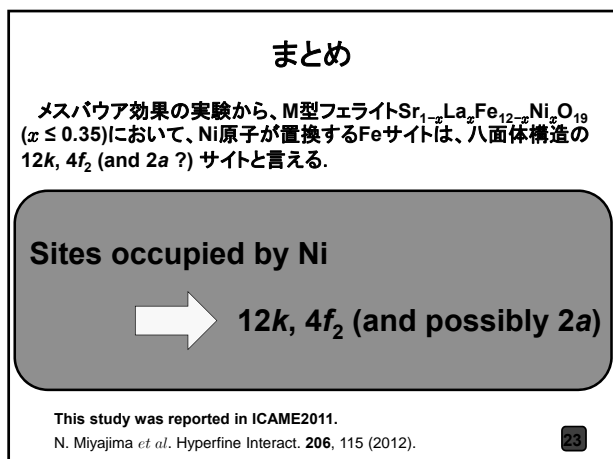 まとめ
メスバウア効果の実験から、M型フェライトSr₁₋ₓLaₓFe₁₂₋ₓNiₓO₁₉
(x ≤ 0.35)において、Ni原子が置換するFeサイトは、八面体構造の
12k, 4f₂ (and 2a ?) サイトと言える.
Sites occupied by Ni
12k, 4f₂ (and possibly 2a)
This study was reported in ICAME2011.
N. Miyajima et al. Hyperfine Interact. 206, 115 (2012).
23